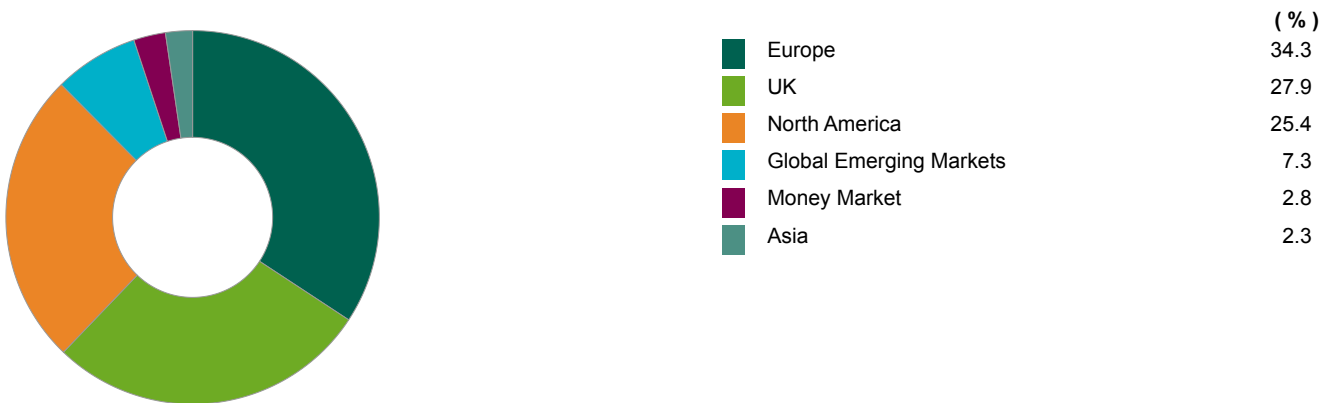 ( % )
Europe 34.3
UK 27.9
North America 25.4
Global Emerging Markets 7.3
Money Market 2.8
Asia 2.3